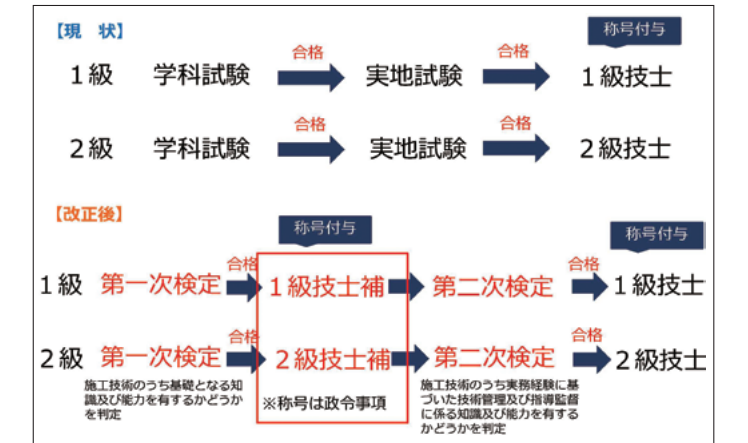 【現　状】
称号付与
合格 合格
1級 学科試験 実地試験 1級技士
合格 合格
2級 学科試験 実地試験 2級技士
【改正後】
称号付与 称号付与
合格 合格
1級 第一次検定 1級技士補 第二次検定 1級技士
合格 合格
2級 第一次検定 2級技士補 第二次検定 2級技士
施工技術のうち基礎となる知
識及び能力を有するかどうか
を判定
※称号は政令事項
施工技術のうち実務経験に基
づいた技術管理及び指導監督
に係る知識及び能力を有する
かどうかを判定